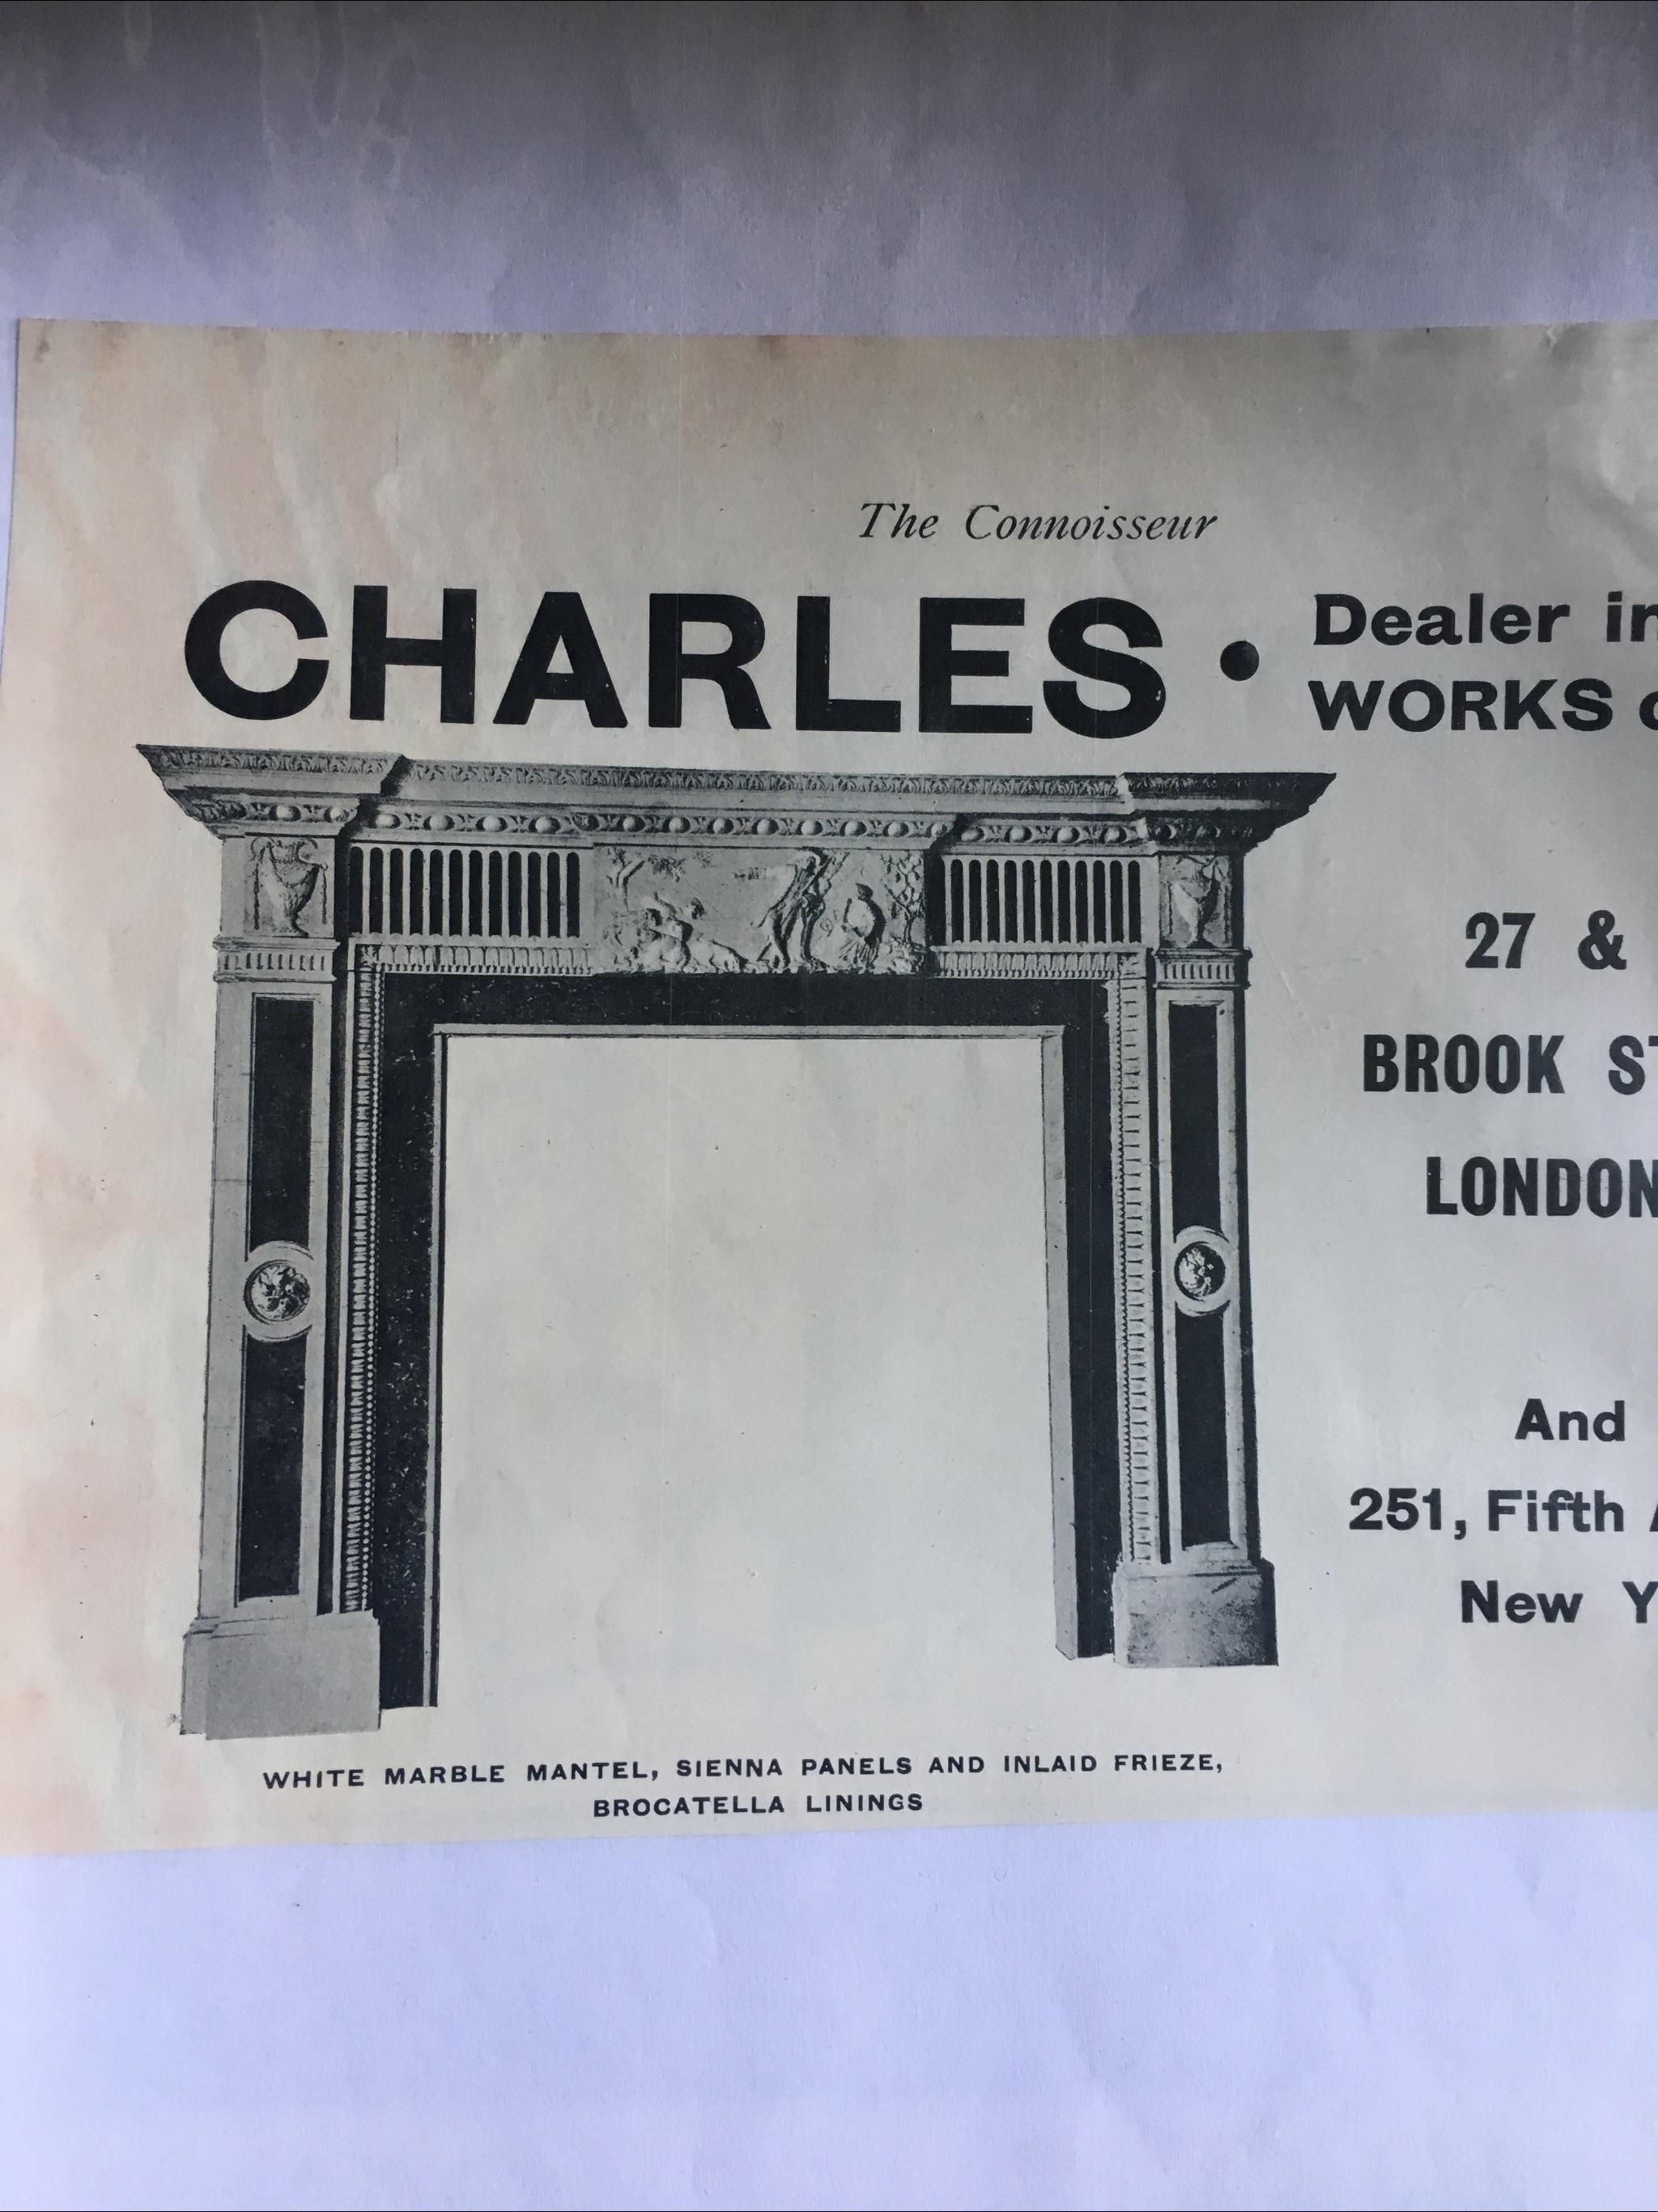 The Connoisseur
CHARLES •
Dealer in
WORKS
27 &
BROOK
LONDON
And
251, Fifth
New
WHITE MARBLE MANTEL, SIENNA PANELS AND INLAID FRIEZE,
BROCATELLA LININGS